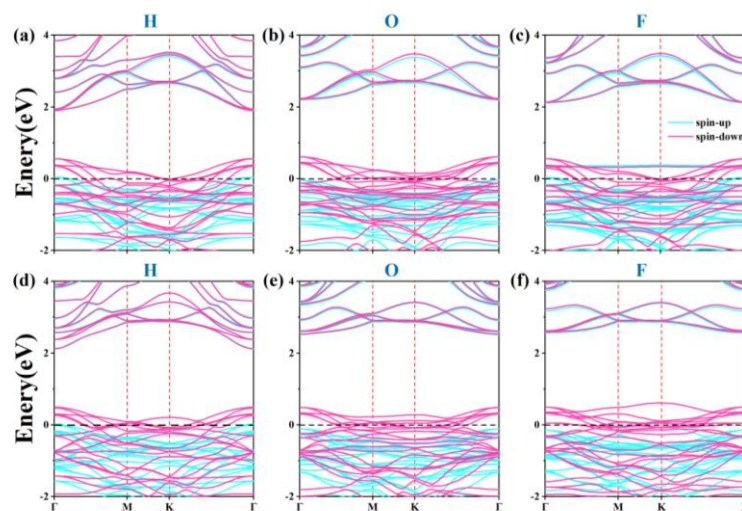 H O F
(a) (b) (c)
4
2
0
-2
Enery(eV)
spin-up
spin-down
H O F
(d) (e) (f)
4
2
0
-2
Enery(eV)
Γ M K Γ M K Γ M K